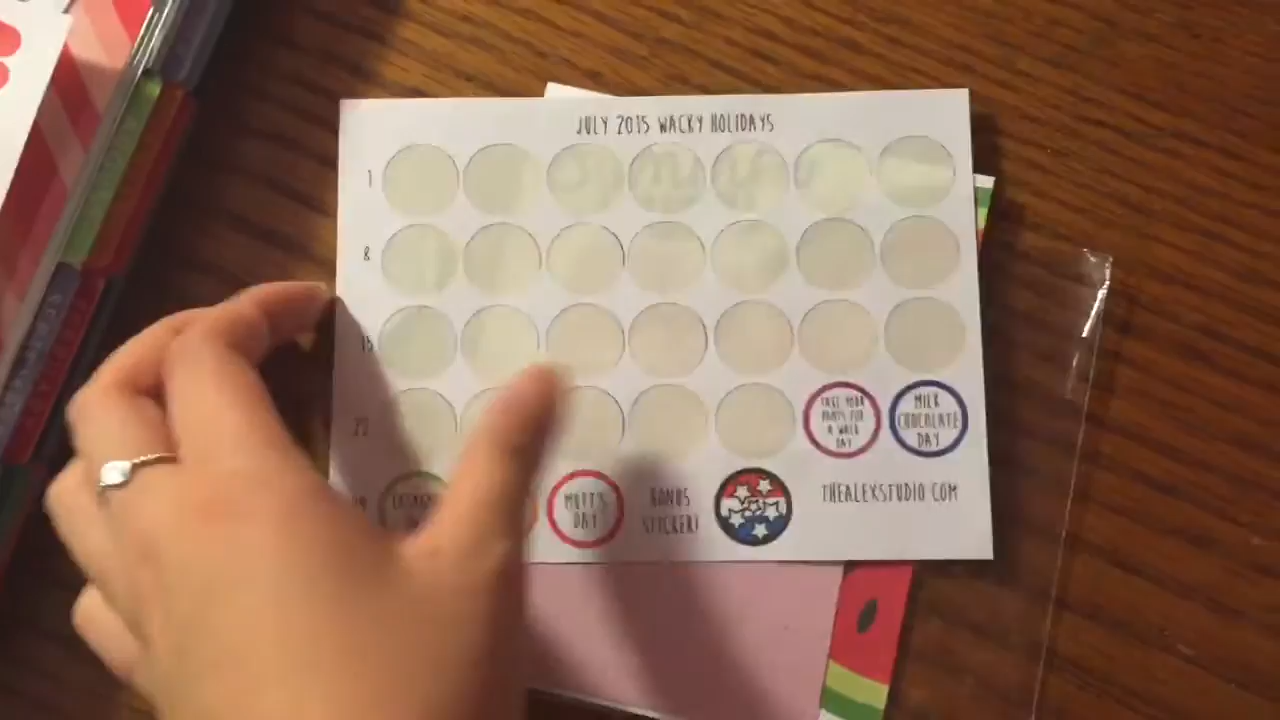 JULY 2015 WACKY HOLIDAYS
1
8
15
22
TAKE YOUR
PANTS FOR
A WALK
DAY
MILK
CHOCOLATE
DAY
MUTT'S
DAY
BONUS
STICKER!
THEALEXSTUDIO.COM